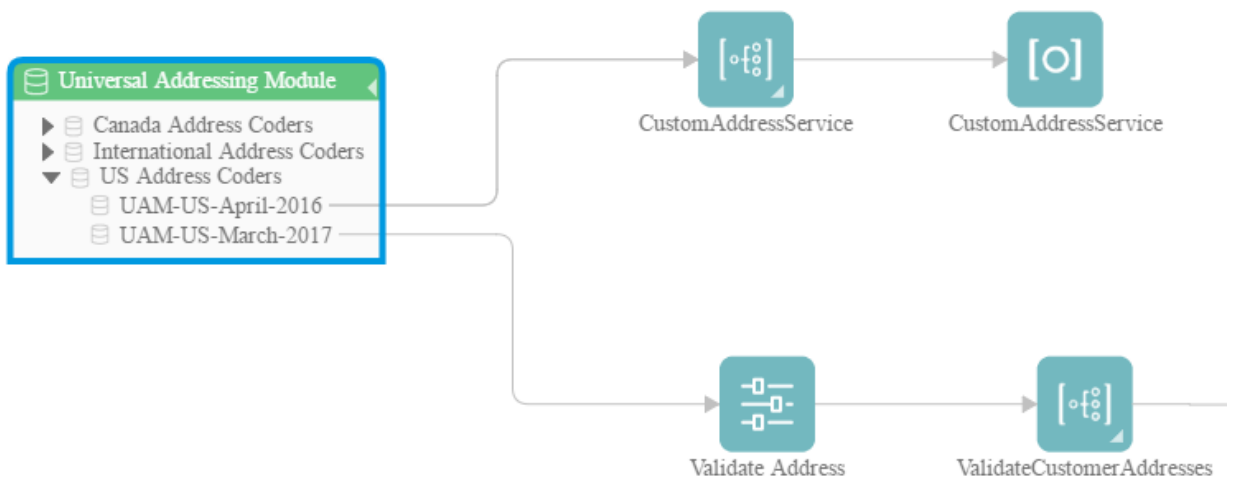 Universal Addressing Module
Canada Address Coders
International Address Coders
US Address Coders
UAM-US-April-2016
UAM-US-March-2017
CustomAddressService
CustomAddressService
Validate Address
ValidateCustomerAddresses